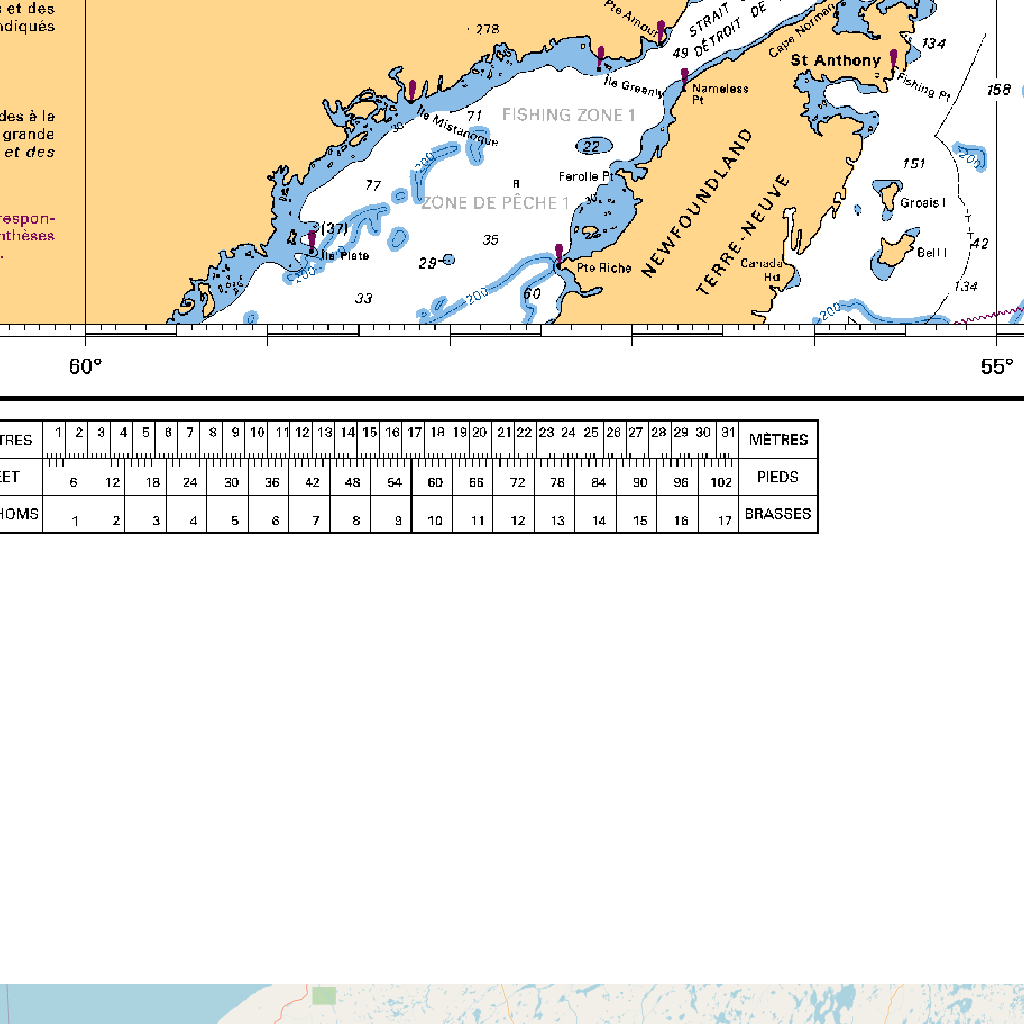 et des
ndiqués
des à la
grande
et des
respon-
nthèses
.
278
Pte Amour
STRAIT
DÉTROIT DE
49
Cape Norman
St Anthony
134
158
Fishing Pt
Île Greenly
Nameless
Pt
Île Mistanoque
39
71
FISHING ZONE 1
22
200
Ferolle Pt
NEWFOUNDLAND
TERRE-NEUVE
151
200
77
R
ZONE DE PÊCHE 1
Groais I
(37)
Île Plate
35
29
Pte Riche
42
Bell I
Canada
Hd
200
33
200
60
134
200
60°
55°
TRES 1 2 3 4 5 6 7 8 9 10 11 12 13 14 15 16 17 18 19 20 21 22 23 24 25 26 27 28 29 30 31 MÈTRES
EET 6 12 18 24 30 36 42 48 54 60 66 72 78 84 90 96 102 PIEDS
HOMS 1 2 3 4 5 6 7 8 9 10 11 12 13 14 15 16 17 BRASSES